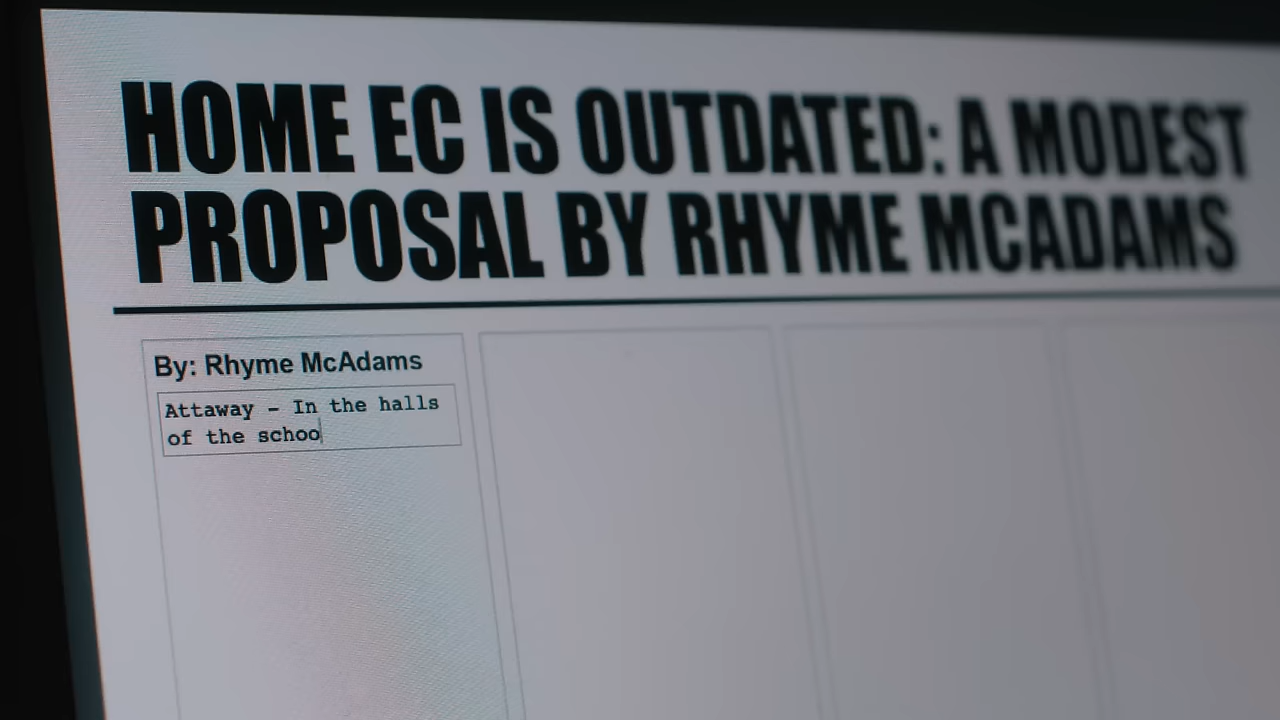 HOME EC IS OUTDATED: A MODEST
PROPOSAL BY RHYME MCADAMS
By: Rhyme McAdams
Attaway - In the halls
of the schoo